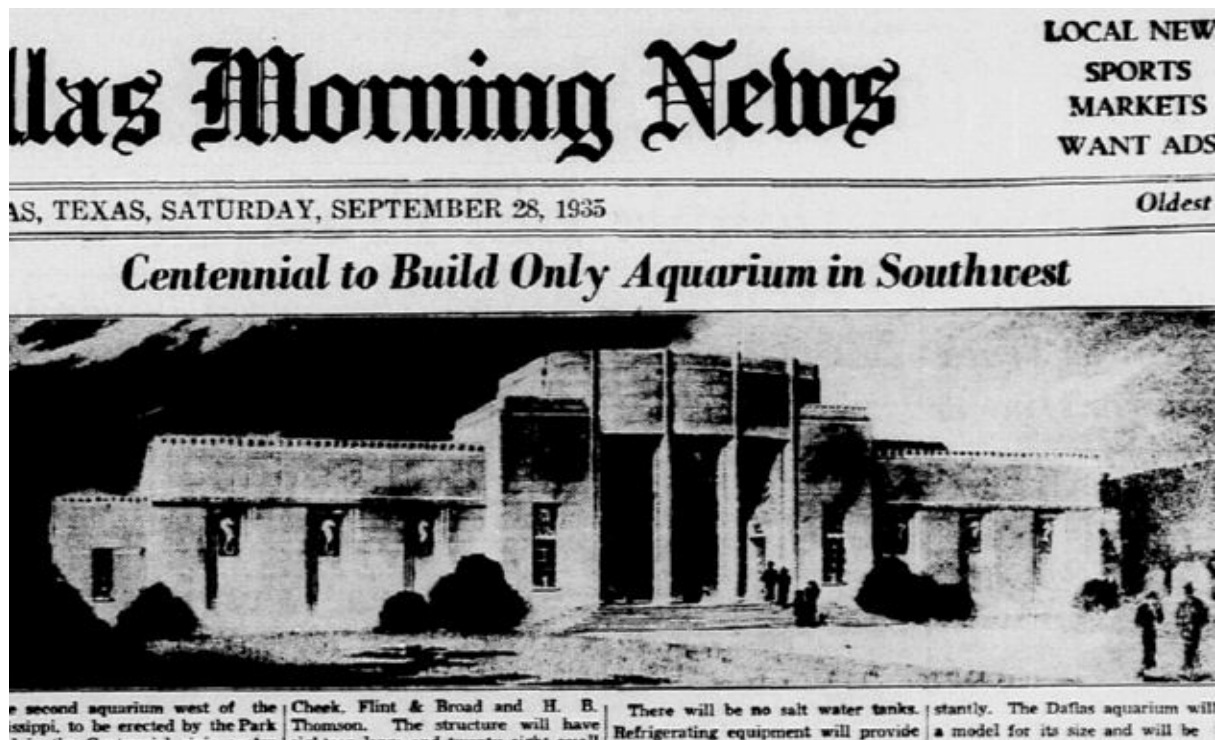 llas Morning News
LOCAL NEW
SPORTS
MARKETS
WANT ADS
AS, TEXAS, SATURDAY, SEPTEMBER 28, 1935
Oldest
Centennial to Build Only Aquarium in Southwest
e second aquarium west of the
ssippi, to be erected by the Park
Cheek, Flint & Broad and H. B.
Thomson. The structure will have
There will be no salt water tanks.
Refrigerating equipment will provide
stantly. The Dallas aquarium will
a model for its size and will be